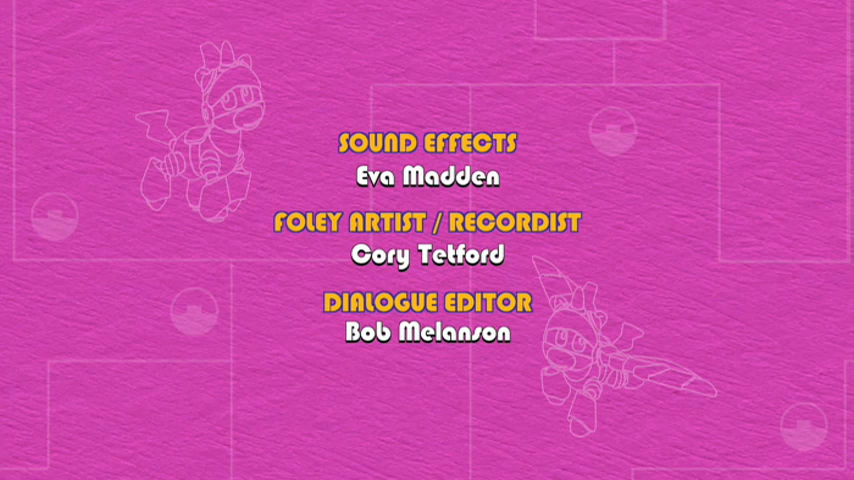 SOUND EFFECTS
Eva Madden
FOLEY ARTIST / RECORDIST
Cory Tetford
DIALOGUE EDITOR
Bob Melanson